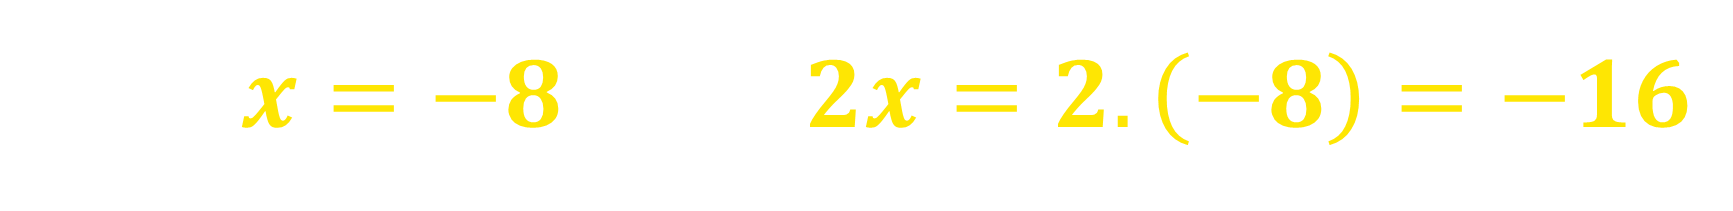 x = −8 2x = 2. (−8) = −16